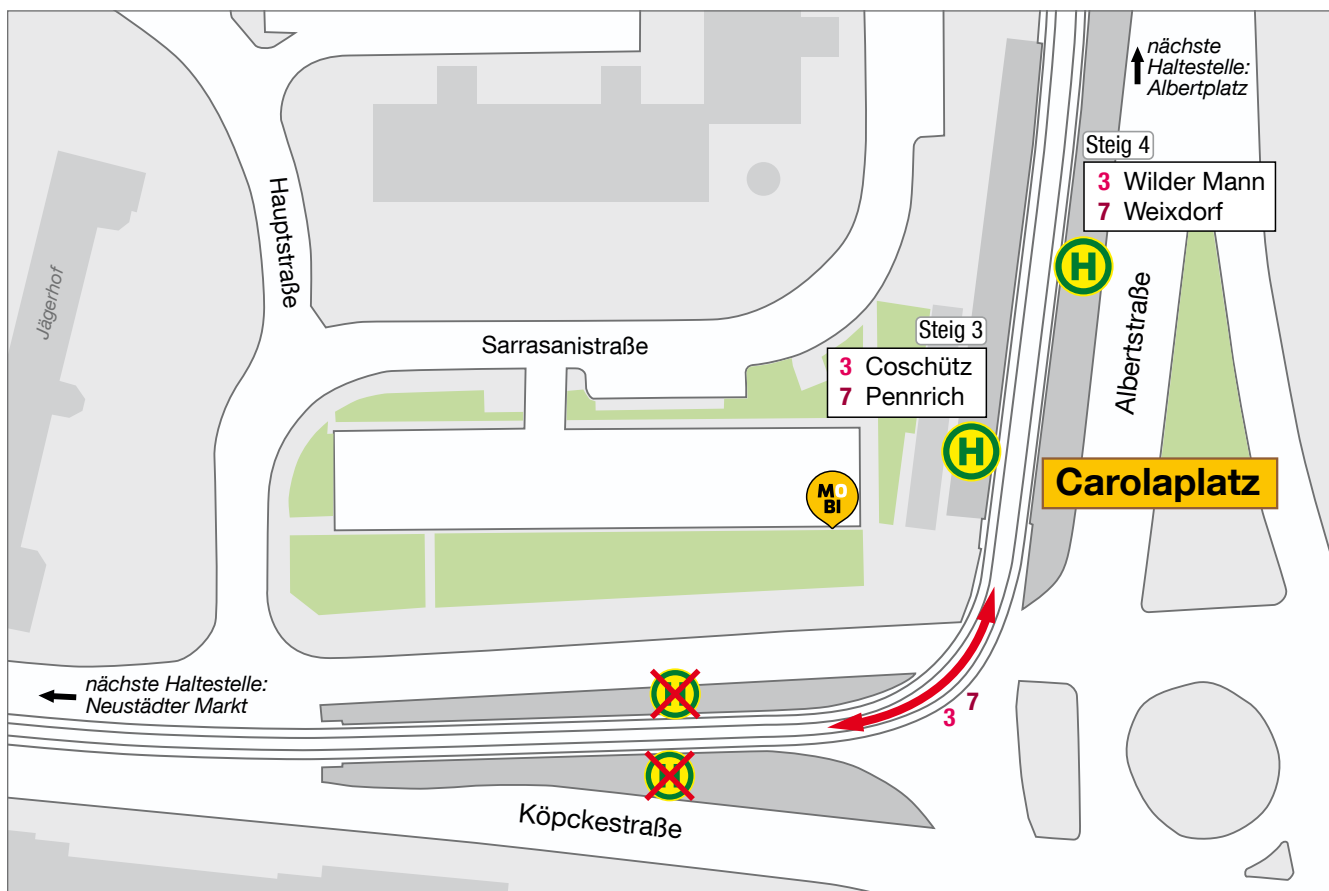 nächste
Haltestelle:
Albertplatz
Steig 4
3 Wilder Mann
7 Weixdorf
H
Hauptstraße
Jägerhof
Albertstraße
Steig 3
3 Coschütz
7 Pennrich
H
Sarrasanistraße
Carolaplatz
MO
BI
nächste Haltestelle:
Neustädter Markt
H
7
3
H
Köpckestraße